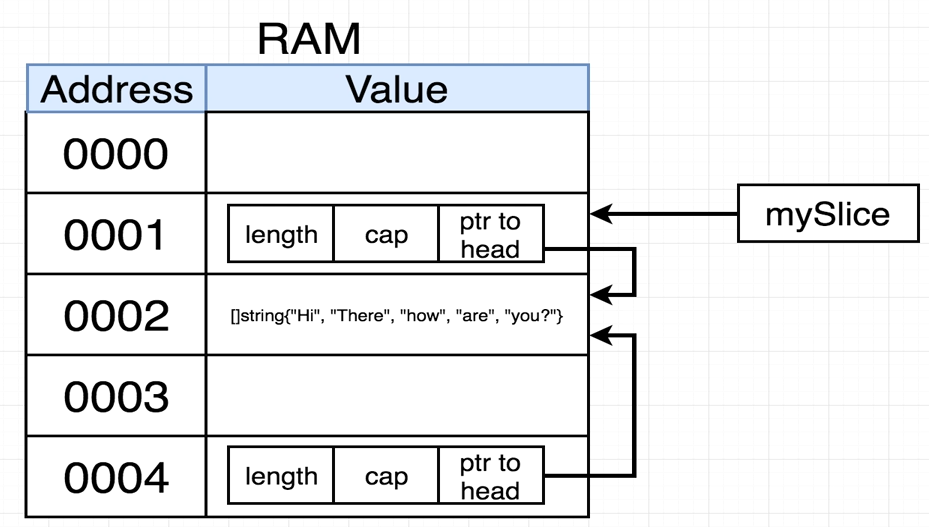 RAM
Address Value
0000
0001 length cap ptr to head
mySlice
0002 []string{"Hi", "There", "how", "are", "you?"}
0003
0004 length cap ptr to head